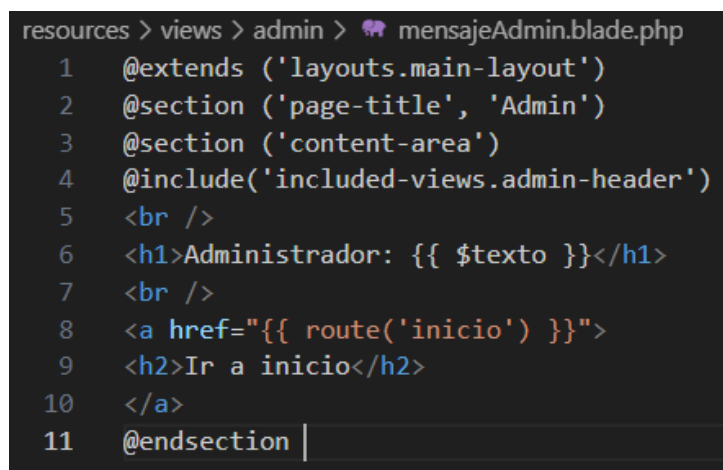 resources > views > admin > mensajeAdmin.blade.php
1 @extends ('layouts.main-layout')
2 @section ('page-title', 'Admin')
3 @section ('content-area')
4 @include('included-views.admin-header')
5 <br />
6 <h1>Administrador: {{ $texto }}</h1>
7 <br />
8 <a href="{{ route('inicio') }}">
9 <h2>Ir a inicio</h2>
10 </a>
11 @endsection